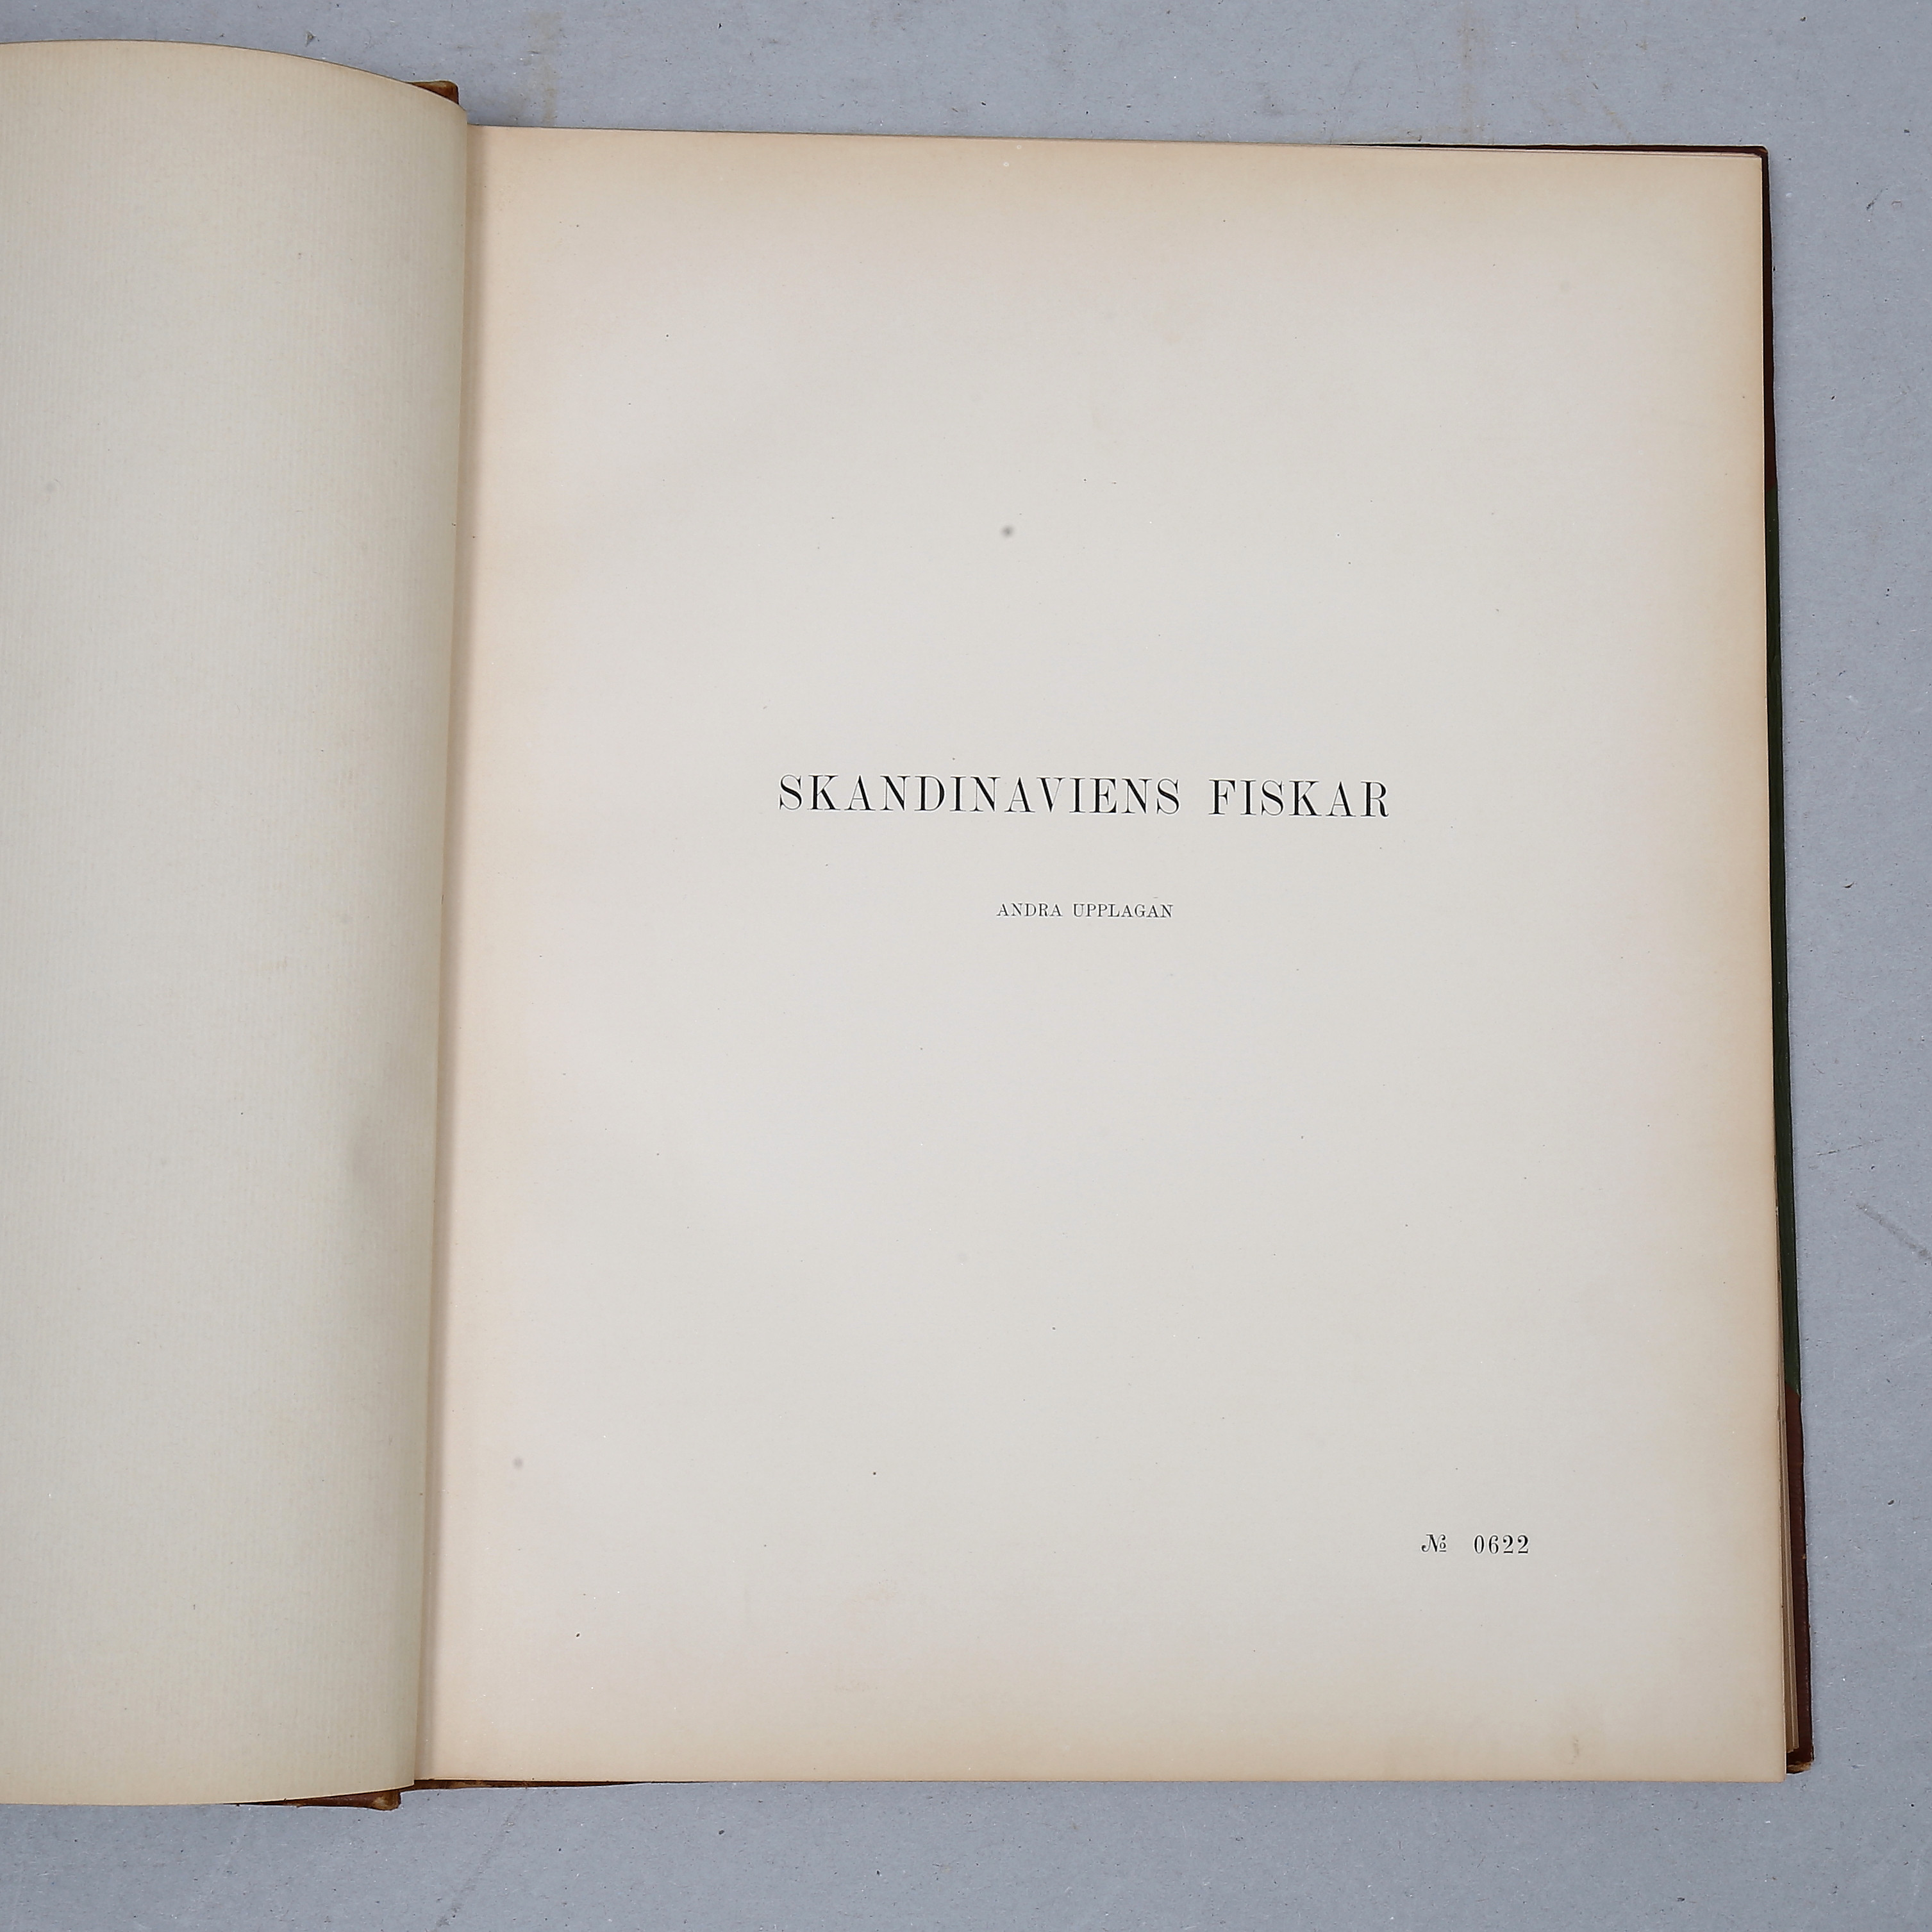 SKANDINAVIENS FISKAR
ANDRA UPPLAGAN
№ 0622